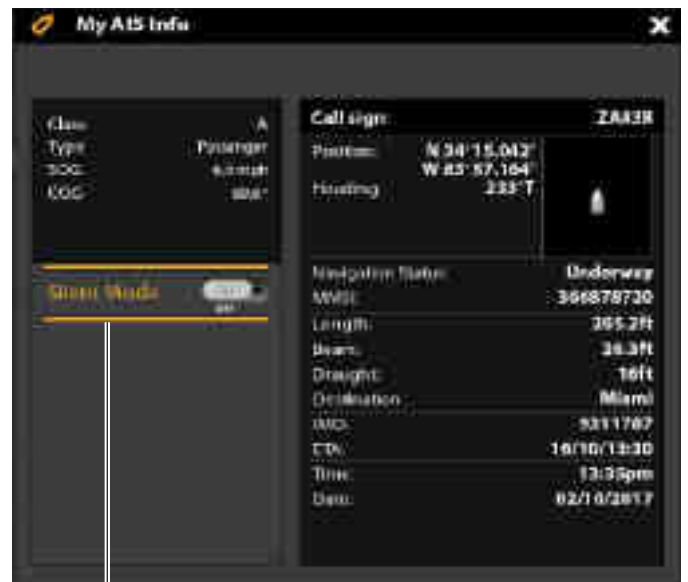 My AIS Info
Class A
Type Passenger
SOG
COG
Silent Mode
Call sign: ZA83R
Position: N 34°15.042'
W 83°57.164'
Heading 233°T
Navigation Status: Underway
MMSI: 366878730
Length: 265.2ft
Beam: 26.3ft
Draught: 16ft
Destination: Miami
IMO: 9311787
ETA: 16/10/13:30
Time: 13:35pm
Date: 02/10/2017